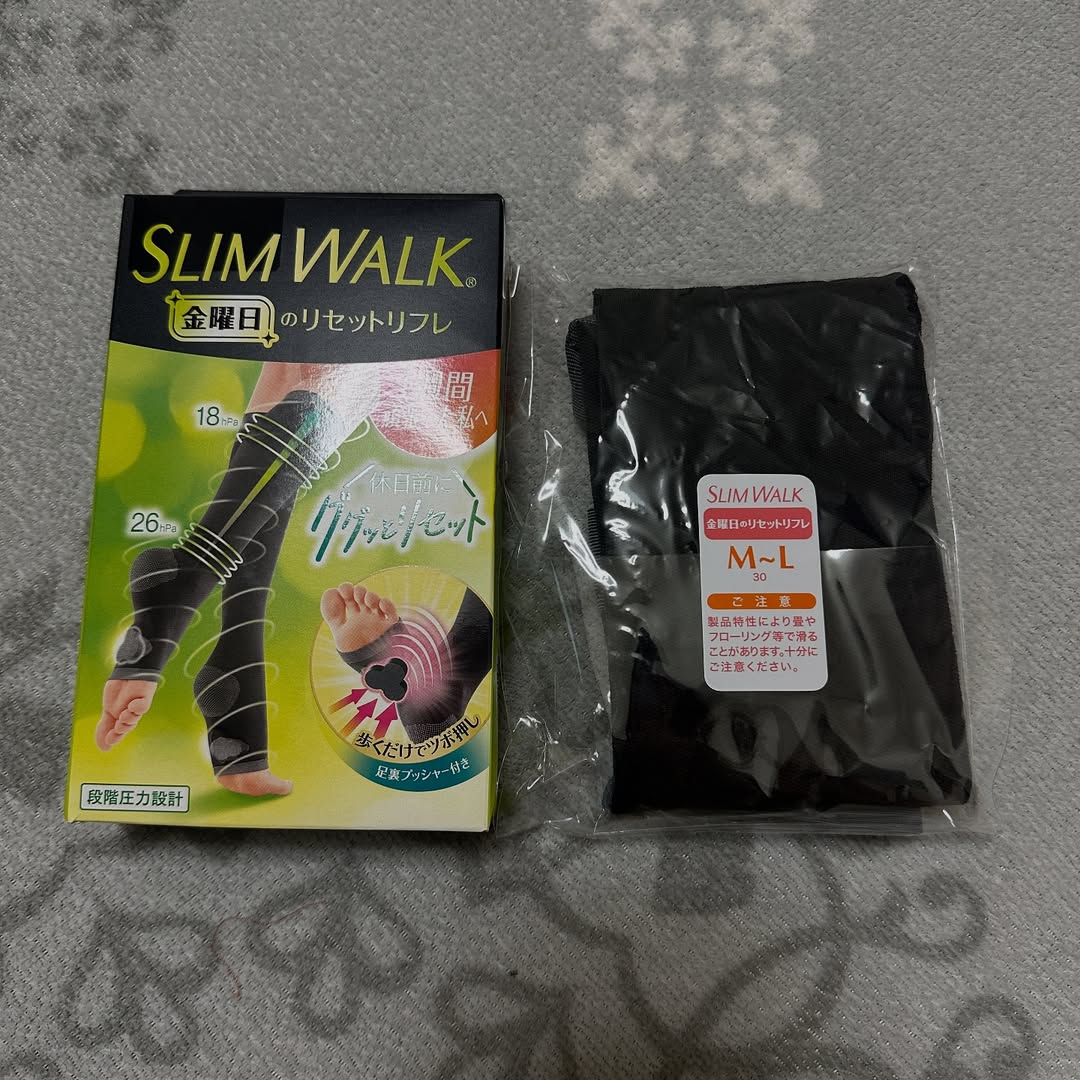 SLIM WALK®
金曜日のリセットリフレ
間
私へ
18hPa
休日前に
ググッとリセット
26hPa
歩くだけでツボ押し
足裏プッシャー付き
段階圧力設計
SLIM WALK
金曜日のリセットリフレ
M~L
30
ご注意
製品特性により畳や
フローリング等で滑る
ことがあります。十分に
ご注意ください。